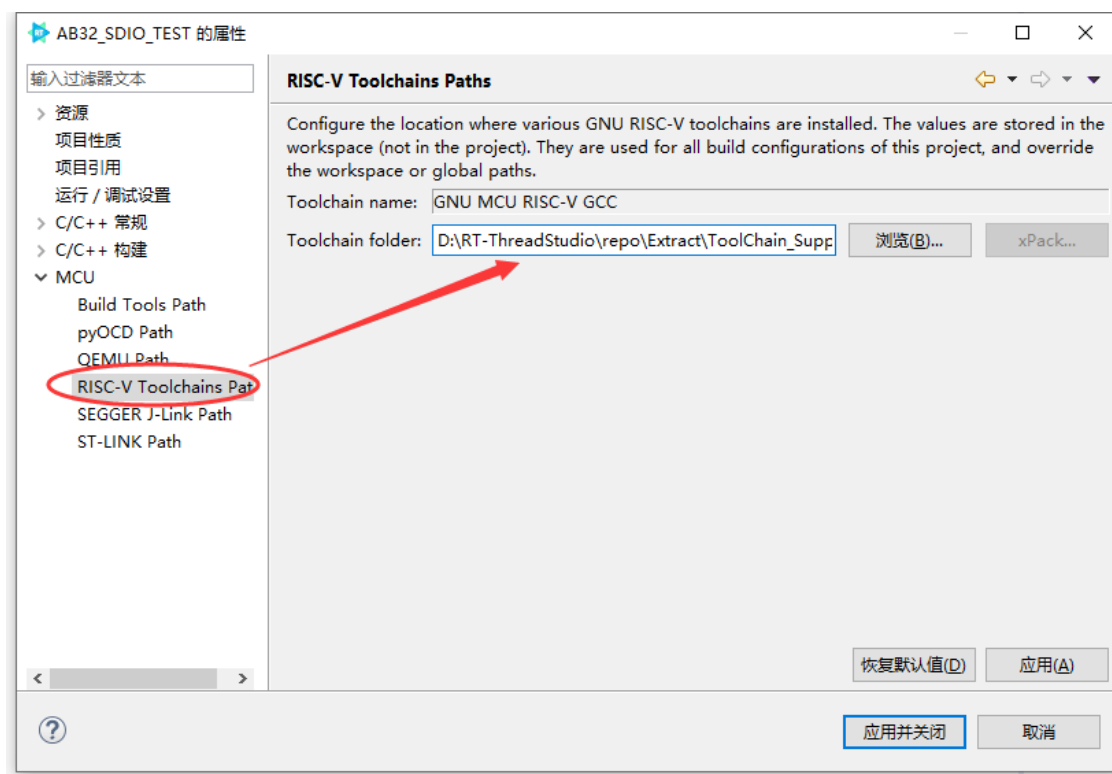 AB32_SDIO_TEST 的属性
输入过滤器文本
资源
项目性质
项目引用
运行 / 调试设置
C/C++ 常规
C/C++ 构建
MCU
Build Tools Path
pyOCD Path
QEMU Path
RISC-V Toolchains Pat
SEGGER J-Link Path
ST-LINK Path
RISC-V Toolchains Paths
Configure the location where various GNU RISC-V toolchains are installed. The values are stored in the
workspace (not in the project). They are used for all build configurations of this project, and override
the workspace or global paths.
Toolchain name: GNU MCU RISC-V GCC
Toolchain folder: D:\RT-ThreadStudio\repo\Extract\ToolChain_Supp 浏览(B)... xPack...
恢复默认值(D) 应用(A)
应用并关闭 取消